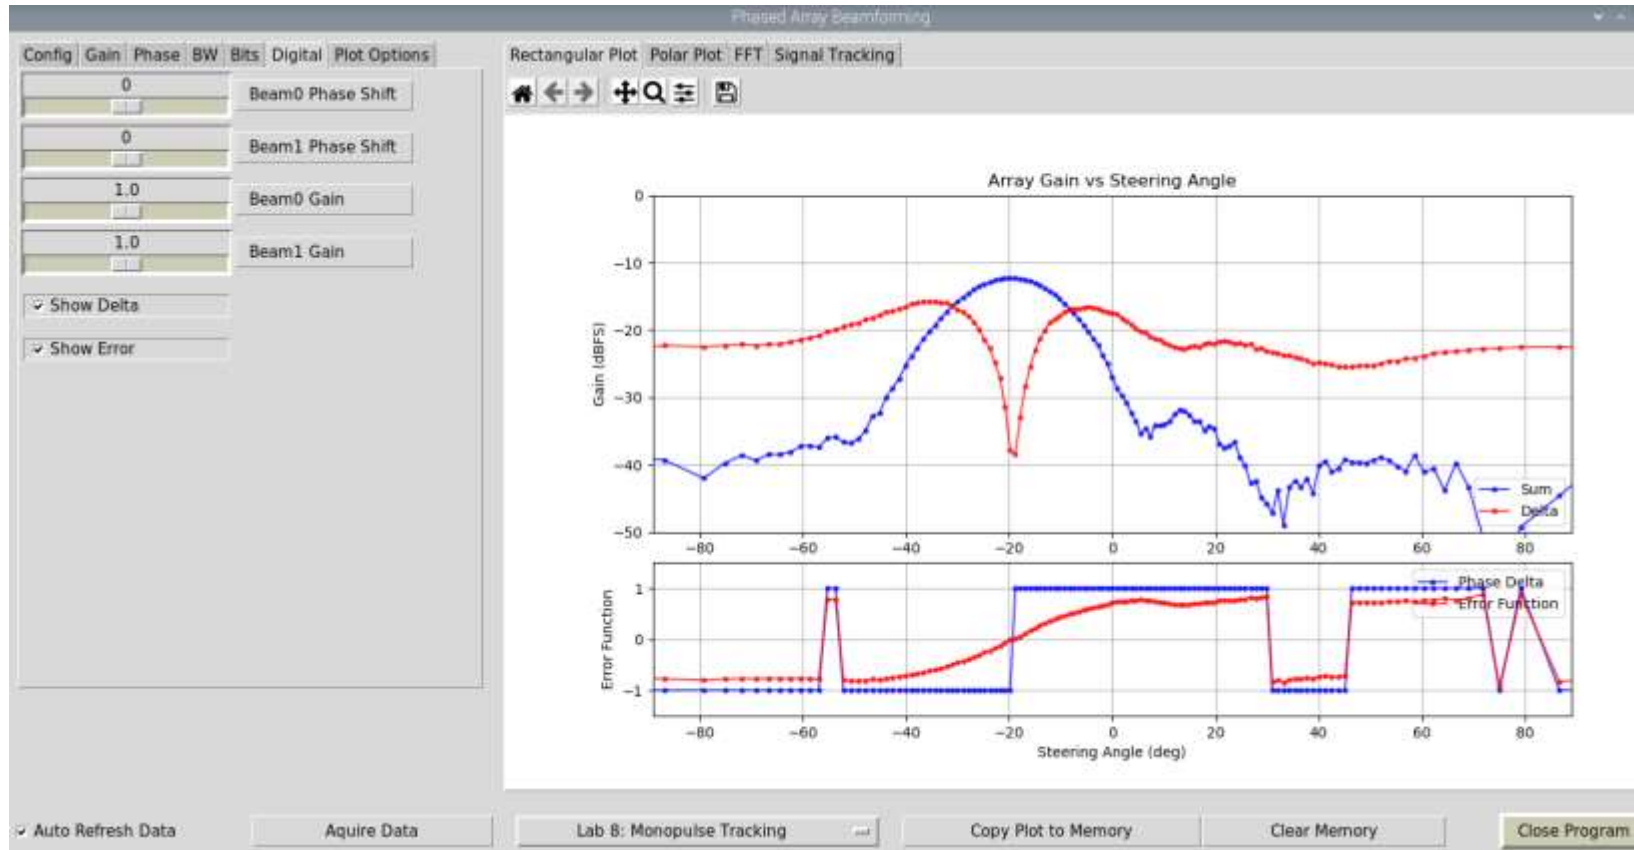 Phased Array Beamforming
Config Gain Phase BW Bits Digital Plot Options
0
Beam0 Phase Shift
0
Beam1 Phase Shift
1.0
Beam0 Gain
1.0
Beam1 Gain
Show Delta
Show Error
Rectangular Plot Polar Plot FFT Signal Tracking
Array Gain vs Steering Angle
Gain (dBFS)
0
−10
−20
−30
−40
−50
−80 −60 −40 −20 0 20 40 60 80
Sum
Delta
Error Function
1
0
−1
−80 −60 −40 −20 0 20 40 60 80
Steering Angle (deg)
Phase Delta
Error Function
Auto Refresh Data
Aquire Data
Lab 8: Monopulse Tracking
Copy Plot to Memory
Clear Memory
Close Program